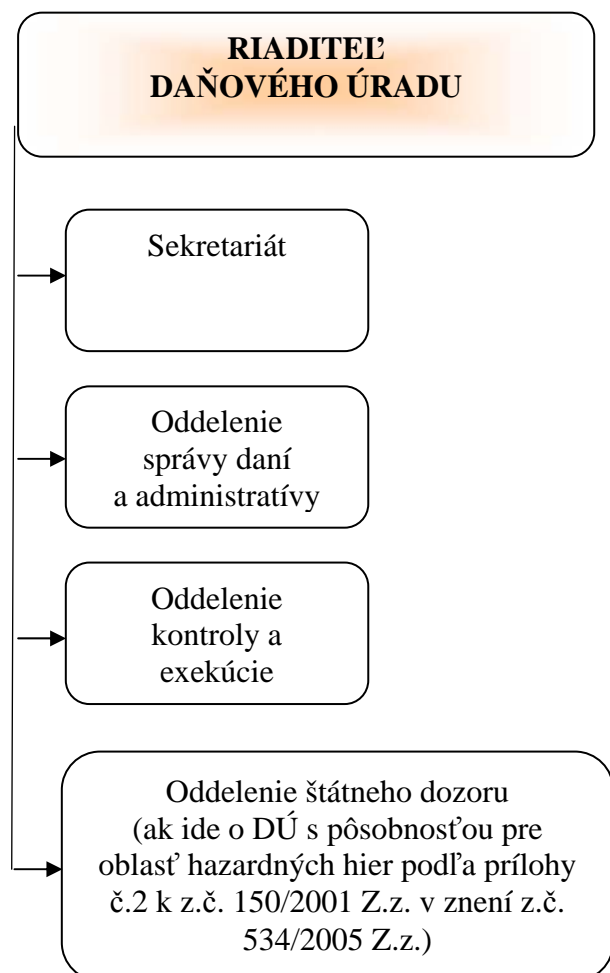 RIADITEĽ
DAŇOVÉHO ÚRADU
Sekretariát
Oddelenie
správy daní
a administratívy
Oddelenie
kontroly a
exekúcie
Oddelenie štátneho dozoru
(ak ide o DÚ s pôsobnosťou pre
oblasť hazardných hier podľa prílohy
č.2 k z.č. 150/2001 Z.z. v znení z.č.
534/2005 Z.z.)